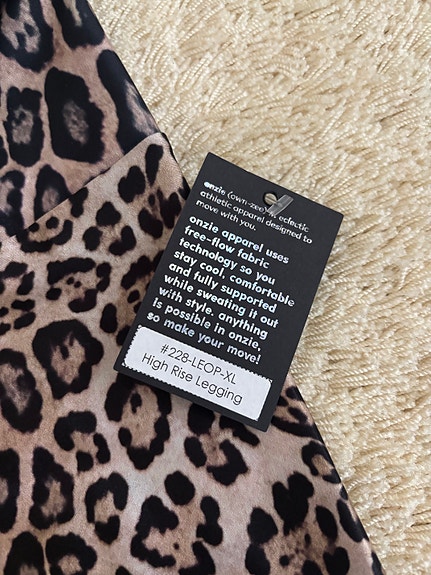 onzie (own-zee) n. eclectic
athletic apparel designed to
move with you.
onzie apparel uses
free-flow fabric
technology so you
stay cool, comfortable
and fully supported
while sweating it out
with style. anything
is possible in onzie,
so make your move!
#228-LEOP-XL
High Rise Legging